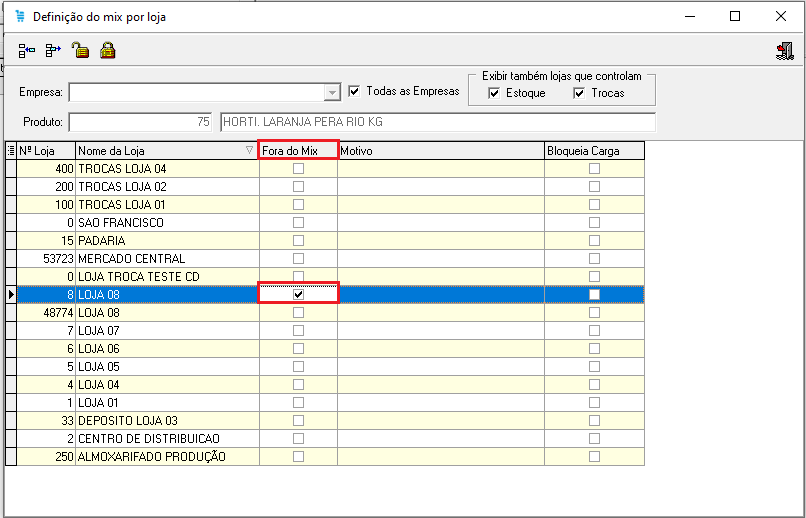 Definição do mix por loja
Empresa: Todas as Empresas
Exibir também lojas que controlam
Estoque Trocas
Produto: 75 HORTI. LARANJA PERA RIO KG
Nº Loja Nome da Loja Fora do Mix Motivo Bloqueia Carga
400 TROCAS LOJA 04
200 TROCAS LOJA 02
100 TROCAS LOJA 01
0 SAO FRANCISCO
15 PADARIA
53723 MERCADO CENTRAL
0 LOJA TROCA TESTE CD
8 LOJA 08
48774 LOJA 08
7 LOJA 07
6 LOJA 06
5 LOJA 05
4 LOJA 04
1 LOJA 01
33 DEPOSITO LOJA 03
2 CENTRO DE DISTRIBUICAO
250 ALMOXARIFADO PRODUÇÃO